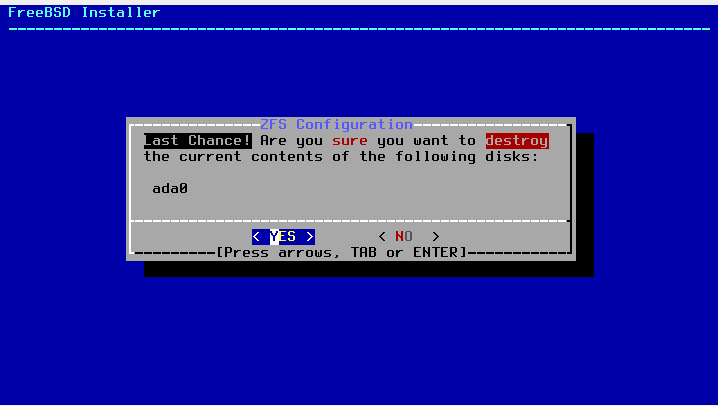 FreeBSD Installer
ZFS Configuration
Last Chance! Are you sure you want to destroy
the current contents of the following disks:
ada0
< YES > < NO >
[Press arrows, TAB or ENTER]